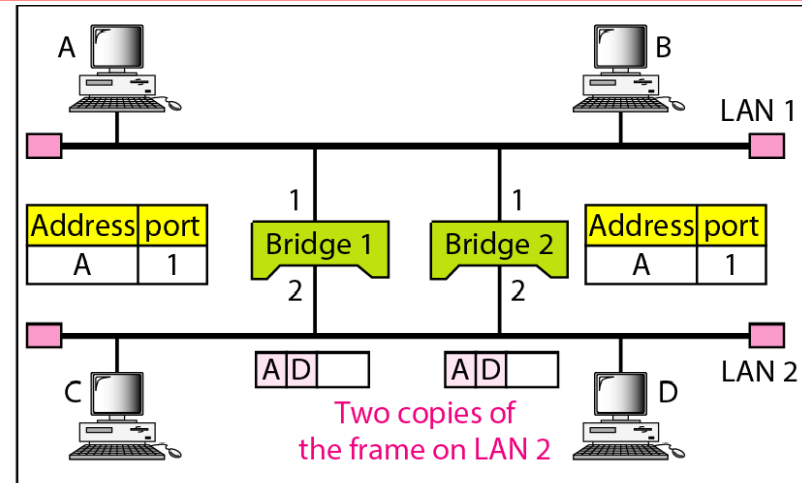 A
B
LAN 1
1
1
Address port
A 1
Bridge 1
Bridge 2
Address port
A 1
2
2
A D
A D
LAN 2
C
D
Two copies of
the frame on LAN 2